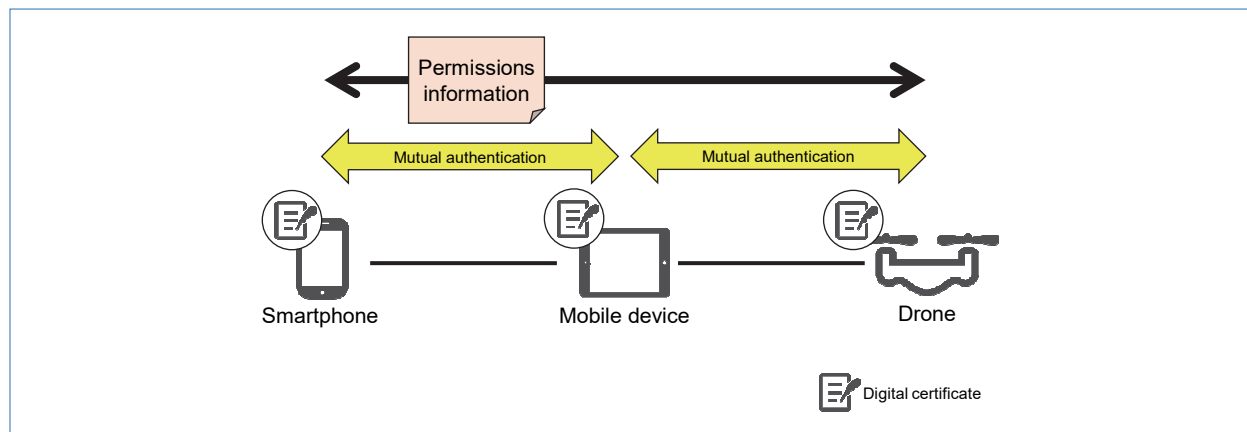 Permissions
information
Mutual authentication
Mutual authentication
Smartphone
Mobile device
Drone
Digital certificate